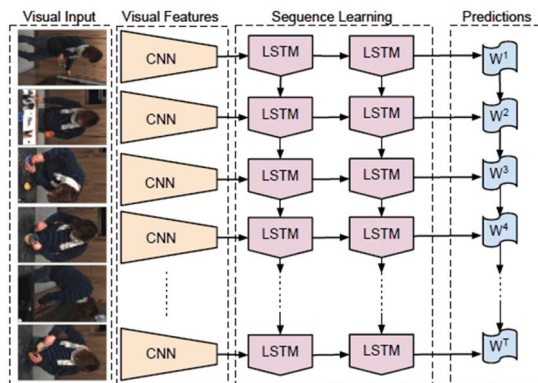 Visual Input Visual Features Sequence Learning Predictions
CNN LSTM LSTM W¹
CNN LSTM LSTM W²
CNN LSTM LSTM W³
CNN LSTM LSTM W⁴
CNN LSTM LSTM Wᵀ